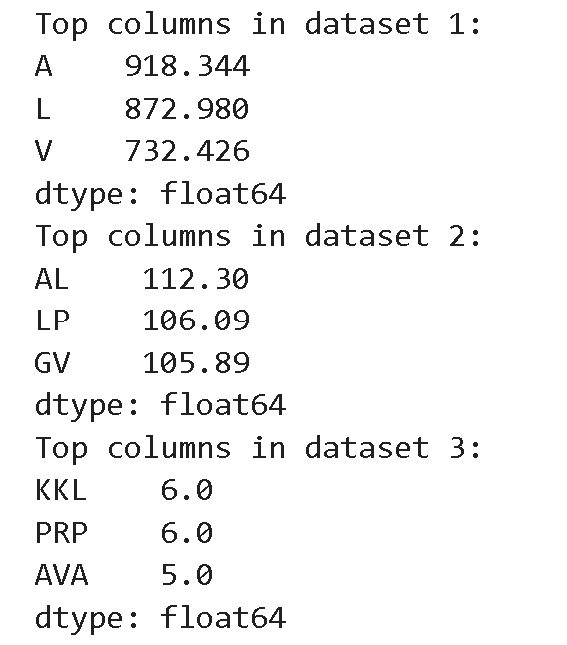 Top columns in dataset 1:
A    918.344
L    872.980
V    732.426
dtype: float64
Top columns in dataset 2:
AL    112.30
LP    106.09
GV    105.89
dtype: float64
Top columns in dataset 3:
KKL    6.0
PRP    6.0
AVA    5.0
dtype: float64